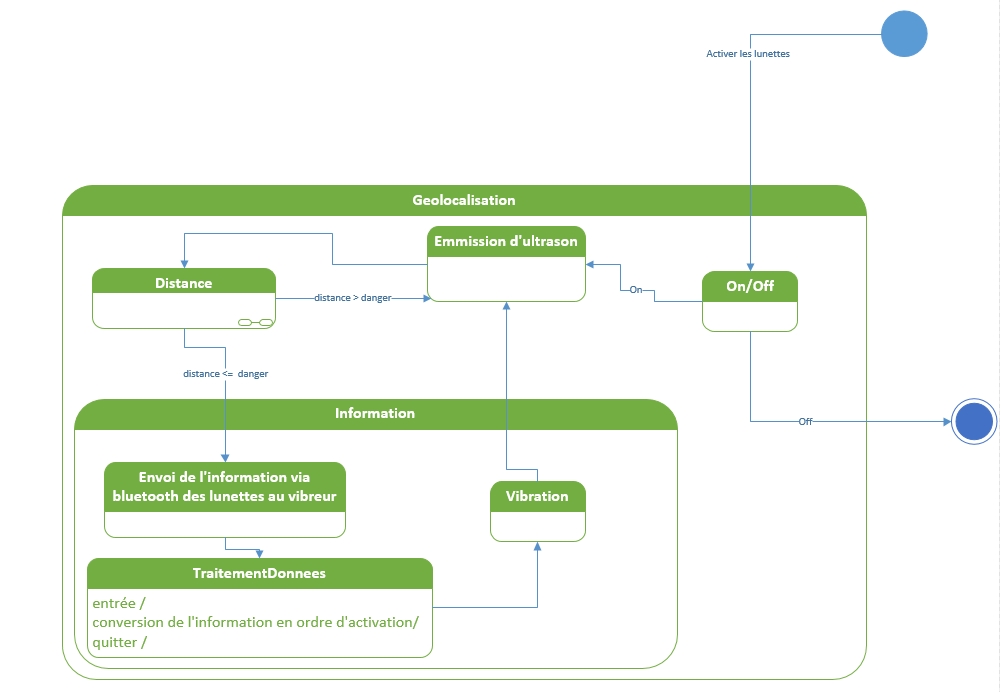 Activer les lunettes
Geolocalisation
Emmission d'ultrason
Distance
On/Off
distance > danger
On
distance <= danger
Information
Off
Envoi de l'information via
bluetooth des lunettes au vibreur
Vibration
TraitementDonnees
entrée /
conversion de l'information en ordre d'activation/
quitter /